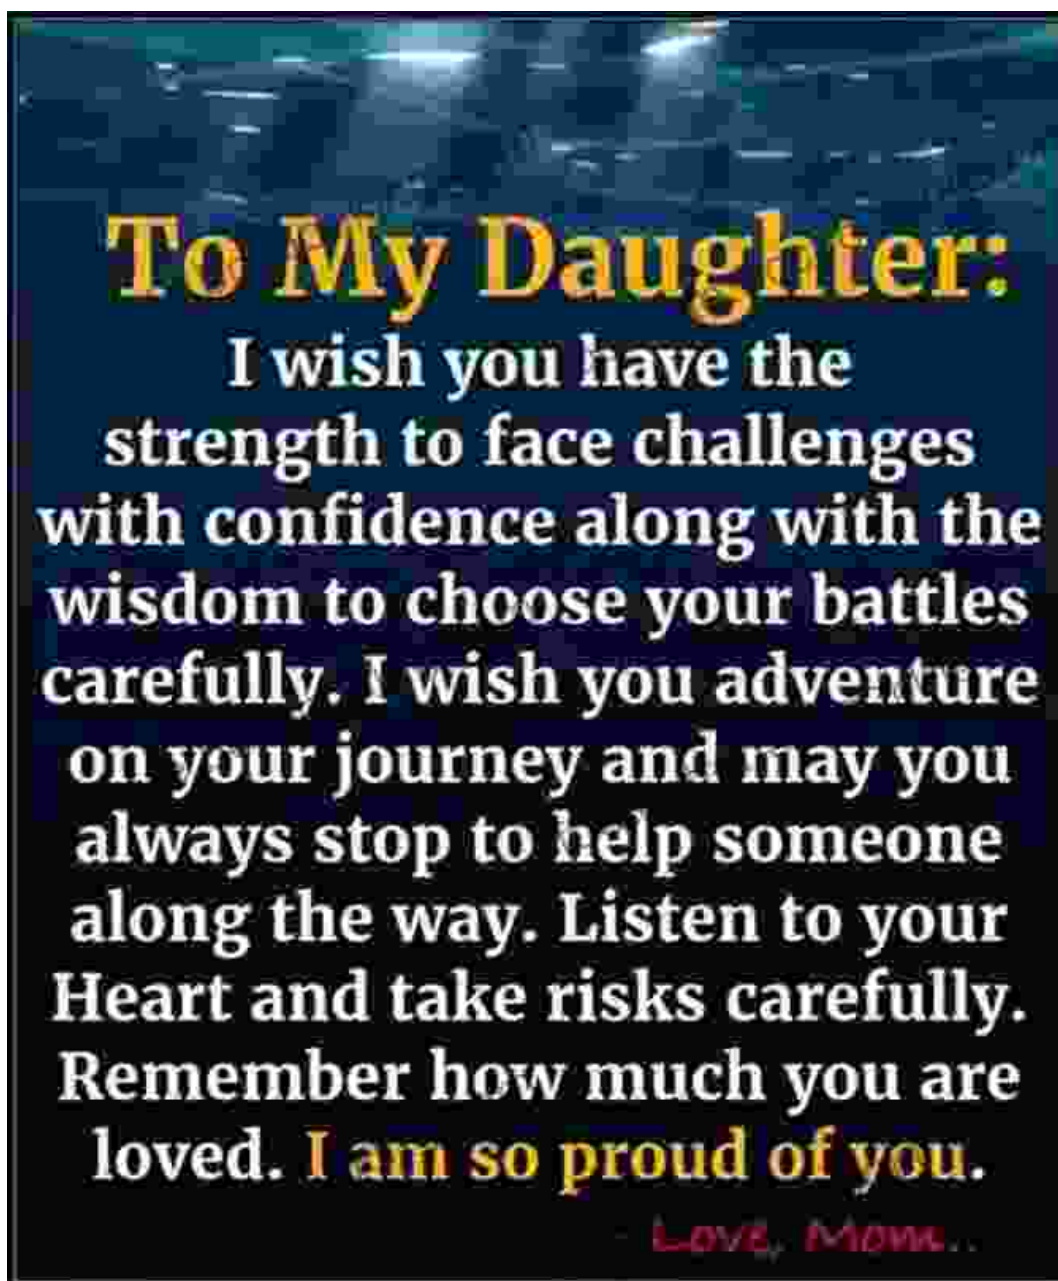 To My Daughter:
I wish you have the
strength to face challenges
with confidence along with the
wisdom to choose your battles
carefully. I wish you adventure
on your journey and may you
always stop to help someone
along the way. Listen to your
Heart and take risks carefully.
Remember how much you are
loved. I am so proud of you.
Love, Mom..